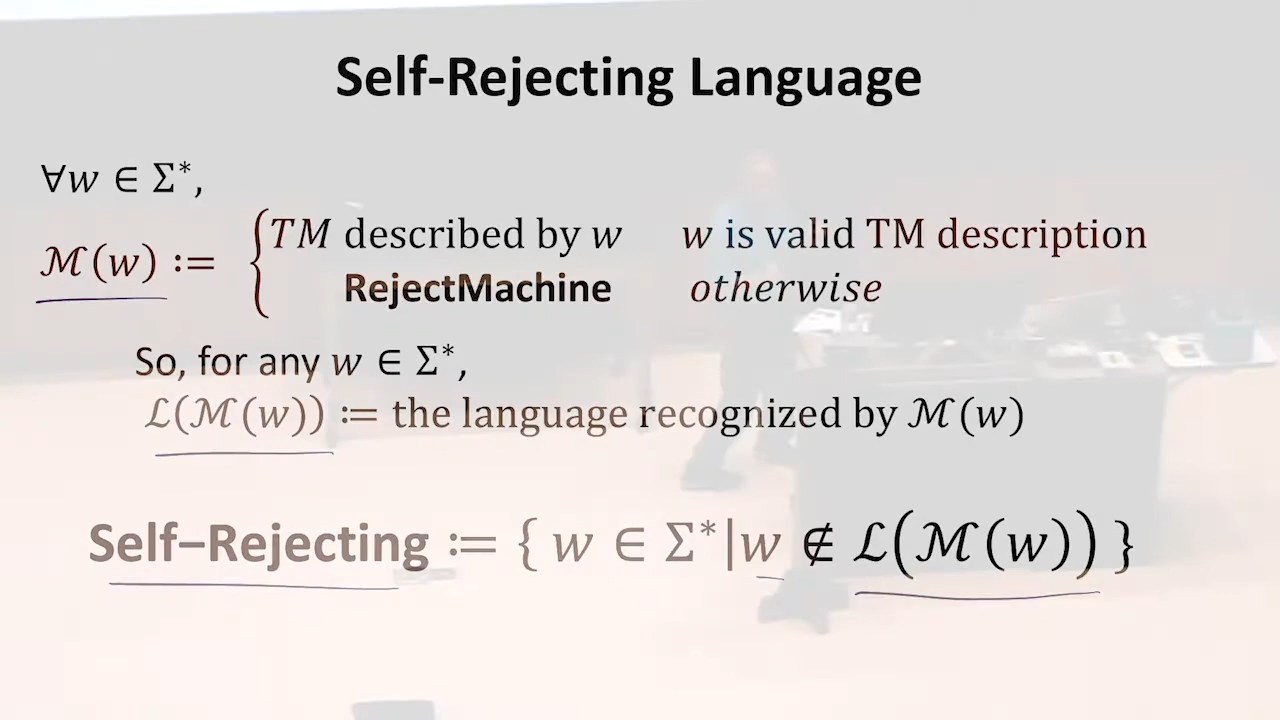 Self-Rejecting Language
∀w ∈ Σ*,
ℳ(w) := { TM described by w    w is valid TM description
RejectMachine    otherwise
So, for any w ∈ Σ*,
ℒ(ℳ(w)) := the language recognized by ℳ(w)
Self−Rejecting := { w ∈ Σ*|w ∉ ℒ(ℳ(w)) }